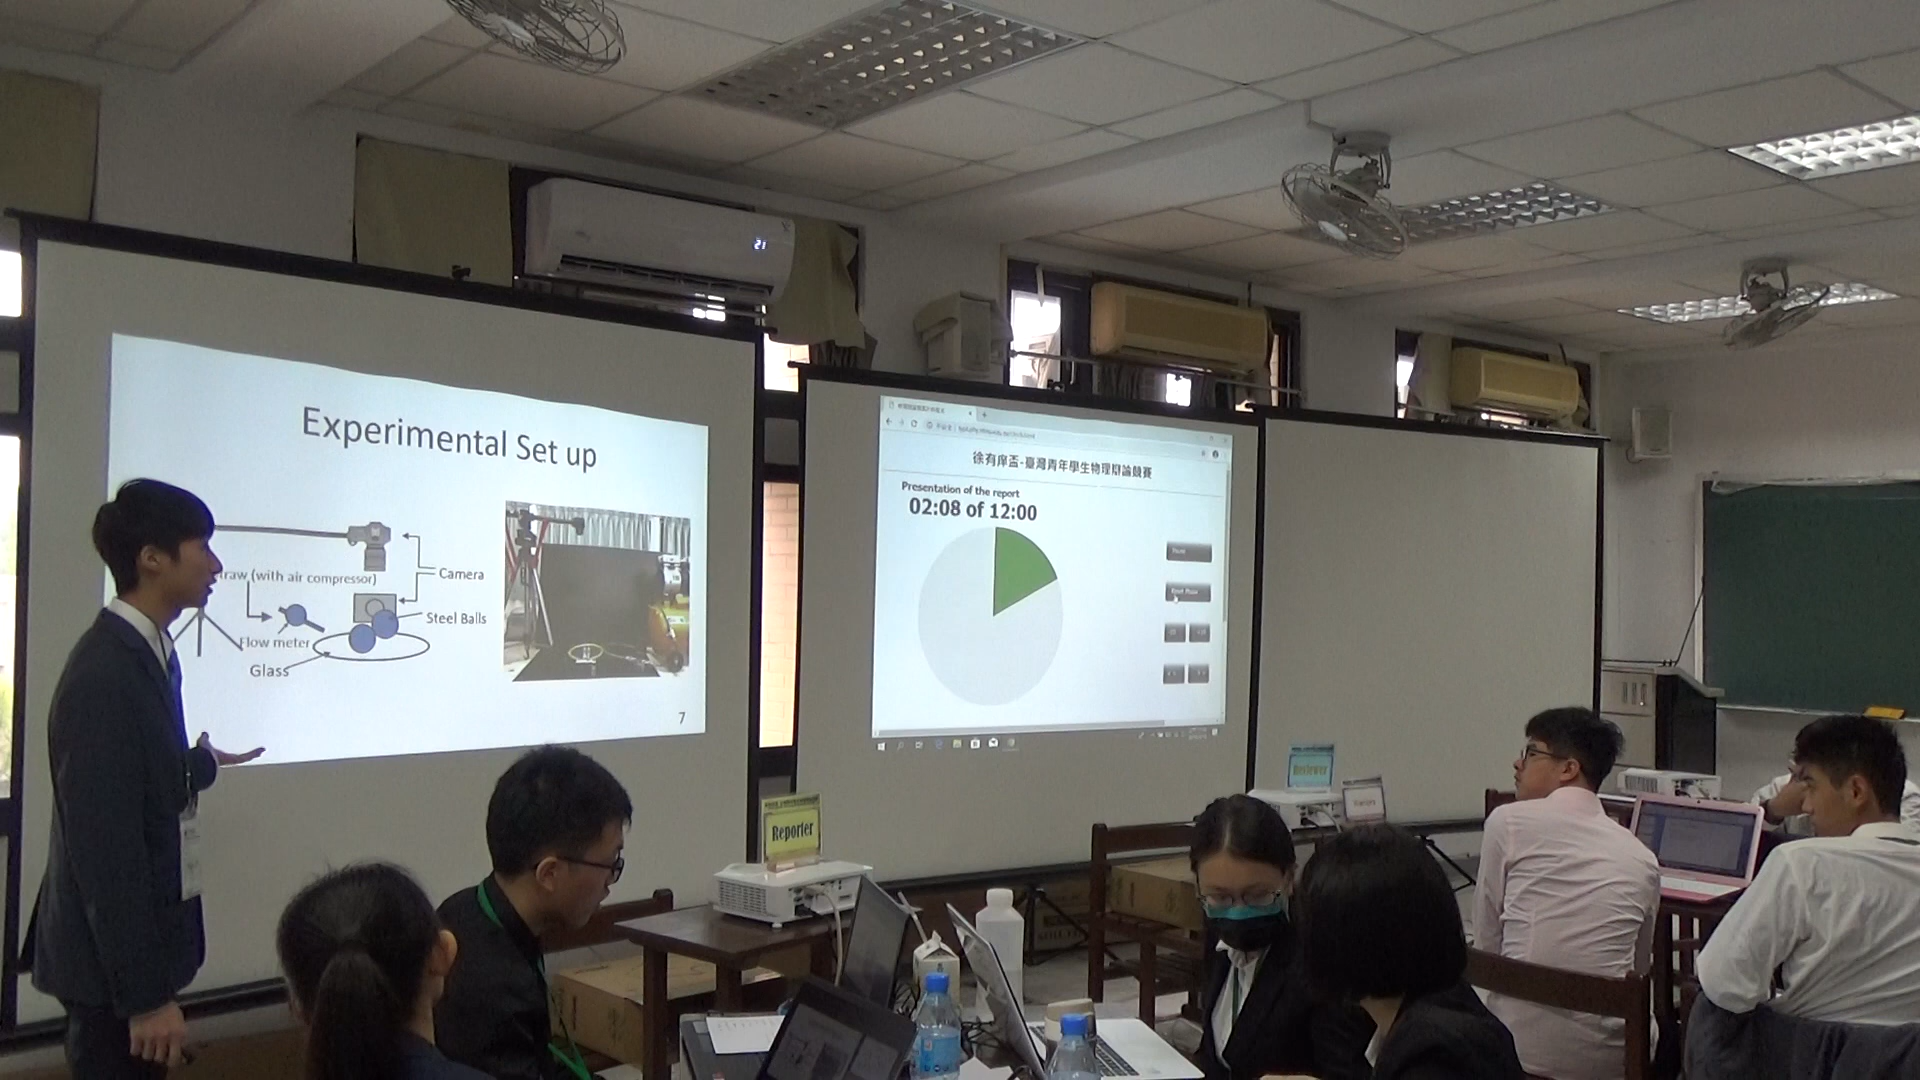 21
Experimental Set up
raw (with air compressor)
Camera
Steel Balls
Flow meter
Glass
7
徐有庠盃-臺灣青年學生物理辯論競賽
Presentation of the report
02:08 of 12:00
Reporter
Reviewer